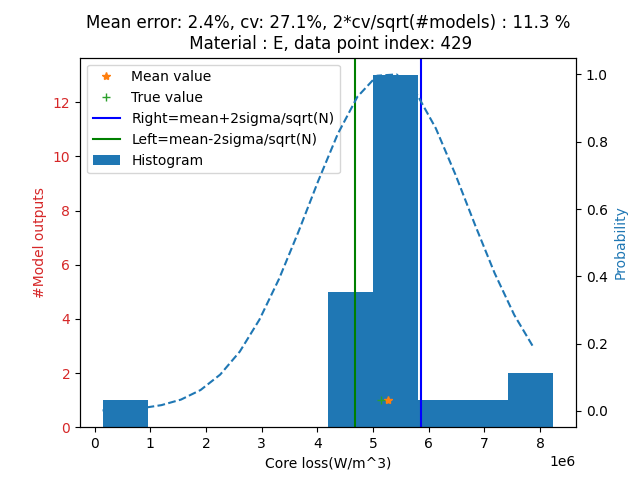 Mean error: 2.4%, cv: 27.1%, 2*cv/sqrt(#models) : 11.3 %
Material : E, data point index: 429
Mean value
True value
Right=mean+2sigma/sqrt(N)
Left=mean-2sigma/sqrt(N)
Histogram
12
10
8
6
4
2
0
#Model outputs
1.0
0.8
0.6
0.4
0.2
0.0
Probability
0 1 2 3 4 5 6 7 8
1e6
Core loss(W/m^3)